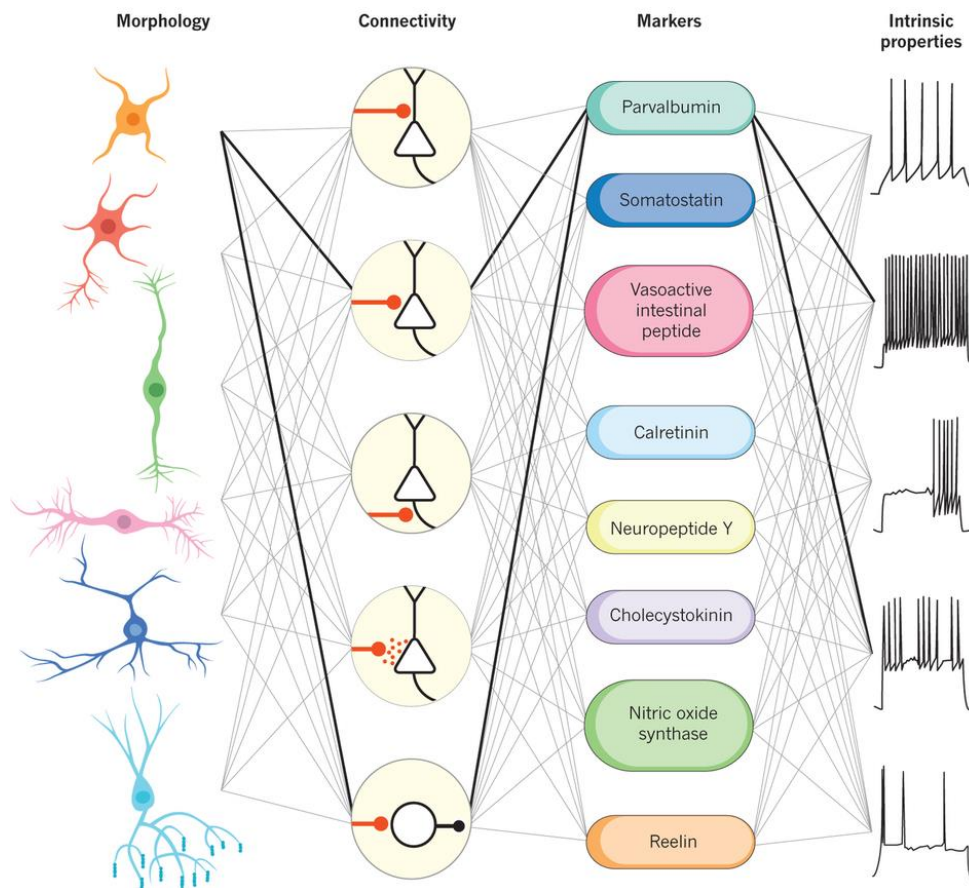 Morphology
Connectivity
Markers
Intrinsic
properties
Parvalbumin
Somatostatin
Vasoactive
intestinal
peptide
Calretinin
Neuropeptide Y
Cholecystokinin
Nitric oxide
synthase
Reelin